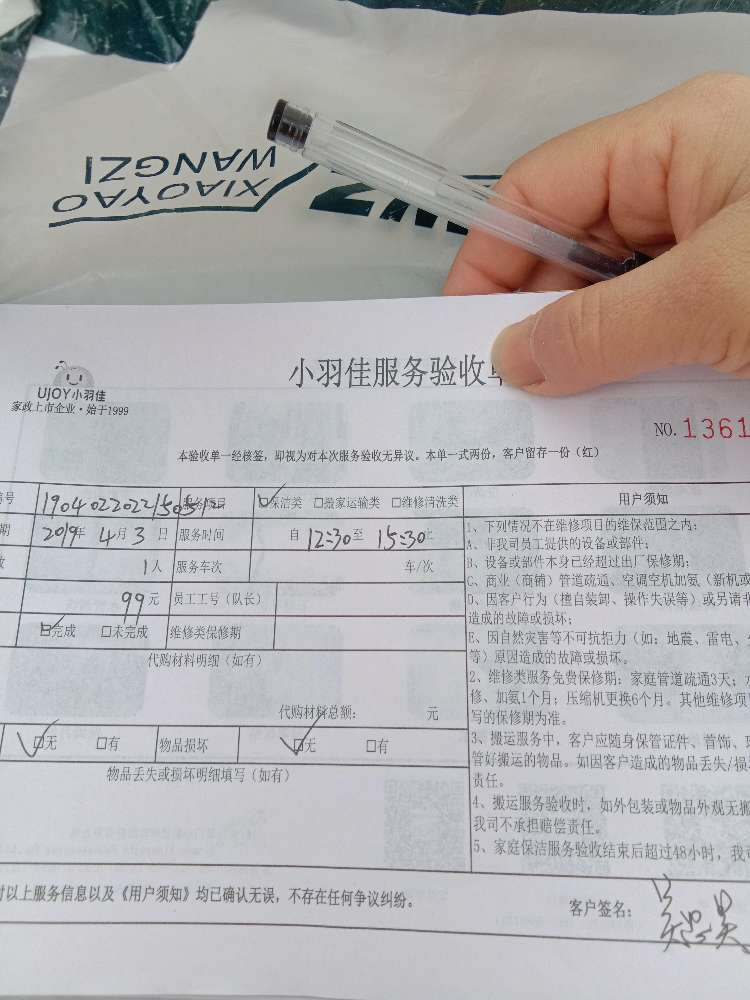 XIAOYAO
WANGZI
小羽佳服务验收单
UJOY小羽佳
家政上市企业·始于1999
NO.1361
本验收单一经核签，即视为对本次服务验收无异议。本单一式两份，客户留存一份（红）
号 服务项目 保洁类 搬家运输类 维修清洗类 用户须知
期 2019年 4月 3日 服务时间 自 12:30 至 15:30 止
1人 服务车次 车/次
99元 员工工号（队长）
完成 未完成 维修类保修期
代购材料明细（如有）
代购材料总额： 元
无 有 物品损坏 无 有
物品丢失或损坏明细填写（如有）
1、下列情况不在维修项目的维保范围之内：
A、非我司员工提供的设备或部件；
B、设备或部件本身已经超过出厂保修期；
C、商业（商铺）管道疏通、空调空机加氨（新机或
D、因客户行为（擅自装卸、操作失误等）或另请非
造成的故障或损坏；
E、因自然灾害等不可抗拒力（如：地震、雷电、
等）原因造成的故障或损坏。
2、维修类服务免费保修期：家庭管道疏通3天；
修、加氨1个月；压缩机更换6个月。其他维修项
写的保修期为准。
3、搬运服务中，客户应随身保管证件、首饰、
管好搬运的物品。如因客户造成的物品丢失/损
责任。
4、搬运服务验收时，如外包装或物品外观无
我司不承担赔偿责任。
5、家庭保洁服务验收结束后超过48小时，我
对以上服务信息以及《用户须知》均已确认无误，不存在任何争议纠纷。
客户签名：